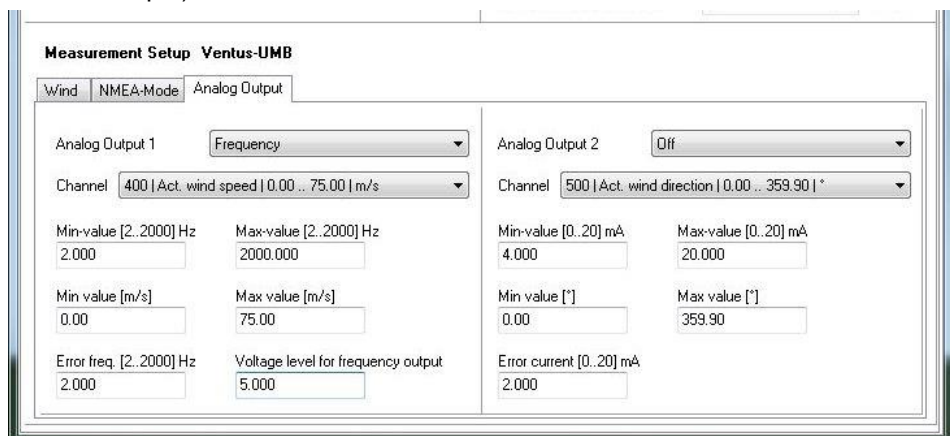 Measurement Setup Ventus-UMB
Wind NMEA-Mode Analog Output
Analog Output 1 Frequency
Channel 400 | Act. wind speed | 0.00 .. 75.00 | m/s
Min-value [2..2000] Hz Max-value [2..2000] Hz
2.000 2000.000
Min value [m/s] Max value [m/s]
0.00 75.00
Error freq. [2..2000] Hz Voltage level for frequency output
2.000 5.000
Analog Output 2 Off
Channel 500 | Act. wind direction | 0.00 .. 359.90 | °
Min-value [0..20] mA Max-value [0..20] mA
4.000 20.000
Min value [°] Max value [°]
0.00 359.90
Error current [0..20] mA
2.000